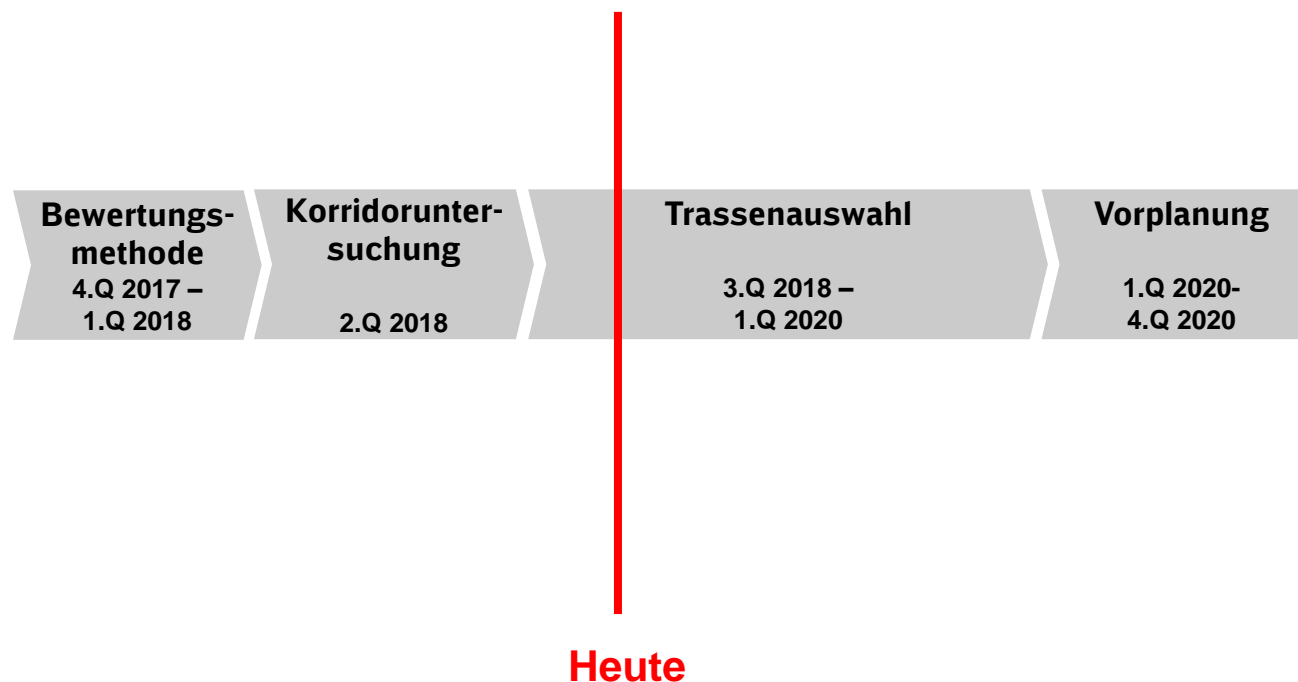 Bewertungs-
methode
4.Q 2017 –
1.Q 2018
Korridorunter-
suchung
2.Q 2018
Trassenauswahl
3.Q 2018 –
1.Q 2020
Vorplanung
1.Q 2020-
4.Q 2020
Heute